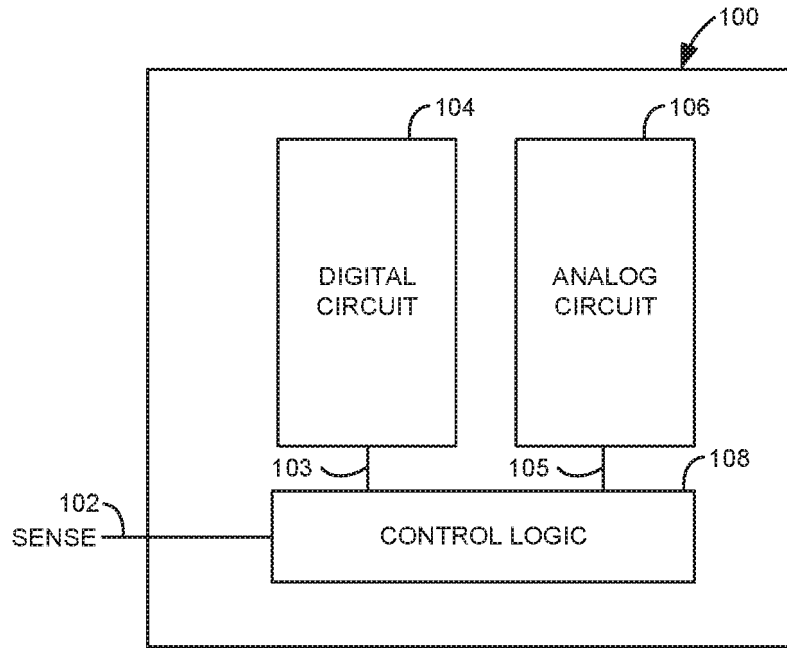 100
104
106
DIGITAL
CIRCUIT
ANALOG
CIRCUIT
103
105
108
102
SENSE
CONTROL LOGIC